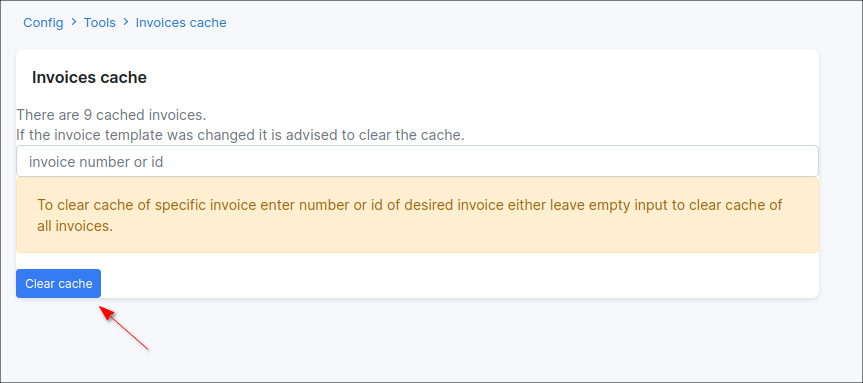 Config > Tools > Invoices cache
Invoices cache
There are 9 cached invoices.
If the invoice template was changed it is advised to clear the cache.
invoice number or id
To clear cache of specific invoice enter number or id of desired invoice either leave empty input to clear cache of
all invoices.
Clear cache